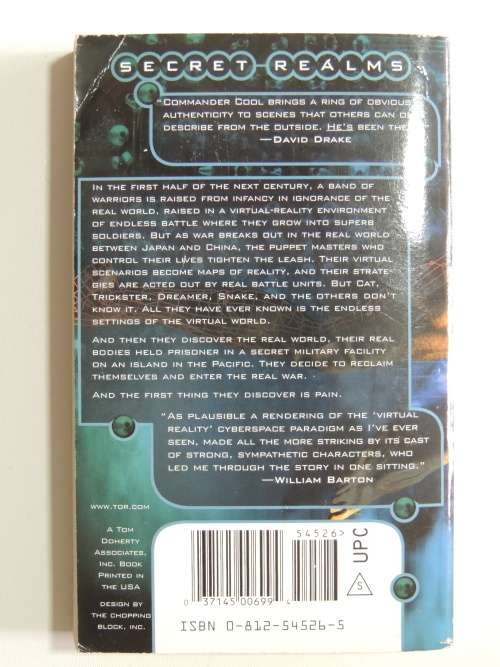 SECRET REALMS
"COMMANDER COOL BRINGS A RING OF OBVIOUS
AUTHENTICITY TO SCENES THAT OTHERS CAN
DESCRIBE FROM THE OUTSIDE. HE'S BEEN
—DAVID DRAKE
IN THE FIRST HALF OF THE NEXT CENTURY, A BAND OF
WARRIORS IS RAISED FROM INFANCY IN IGNORANCE OF THE
REAL WORLD, RAISED IN A VIRTUAL-REALITY ENVIRONMENT
OF ENDLESS BATTLE WHERE THEY GROW INTO SUPERB
SOLDIERS. BUT AS WAR BREAKS OUT IN THE REAL WORLD
BETWEEN JAPAN AND CHINA, THE PUPPET MASTERS WHO
CONTROL THEIR LIVES TIGHTEN THE LEASH. THEIR VIRTUAL
SCENARIOS BECOME MAPS OF REALITY, AND THEIR STRATE-
GIES ARE ACTED OUT BY REAL BATTLE UNITS. BUT CAT,
TRICKSTER, DREAMER, SNAKE, AND THE OTHERS DON'T
KNOW IT. ALL THEY HAVE EVER KNOWN IS THE ENDLESS
SETTINGS OF THE VIRTUAL WORLD.
AND THEN THEY DISCOVER THE REAL WORLD, THEIR REAL
BODIES HELD PRISONER IN A SECRET MILITARY FACILITY
ON AN ISLAND IN THE PACIFIC. THEY DECIDE TO RECLAIM
THEMSELVES AND ENTER THE REAL WAR.
AND THE FIRST THING THEY DISCOVER IS PAIN.
"AS PLAUSIBLE A RENDERING OF THE 'VIRTUAL
REALITY' CYBERSPACE PARADIGM AS I'VE EVER
SEEN, MADE ALL THE MORE STRIKING BY ITS CAST
OF STRONG, SYMPATHETIC CHARACTERS, WHO
LED ME THROUGH THE STORY IN ONE SITTING."
—WILLIAM BARTON
WWW.TOR.COM
A TOM
DOHERTY
ASSOCIATES,
INC. BOOK
PRINTED IN
THE USA
DESIGN BY
THE CHOPPING
BLOCK, INC.
54526>
UPC
S
0 37145 00699 4
ISBN 0-812-54526-5